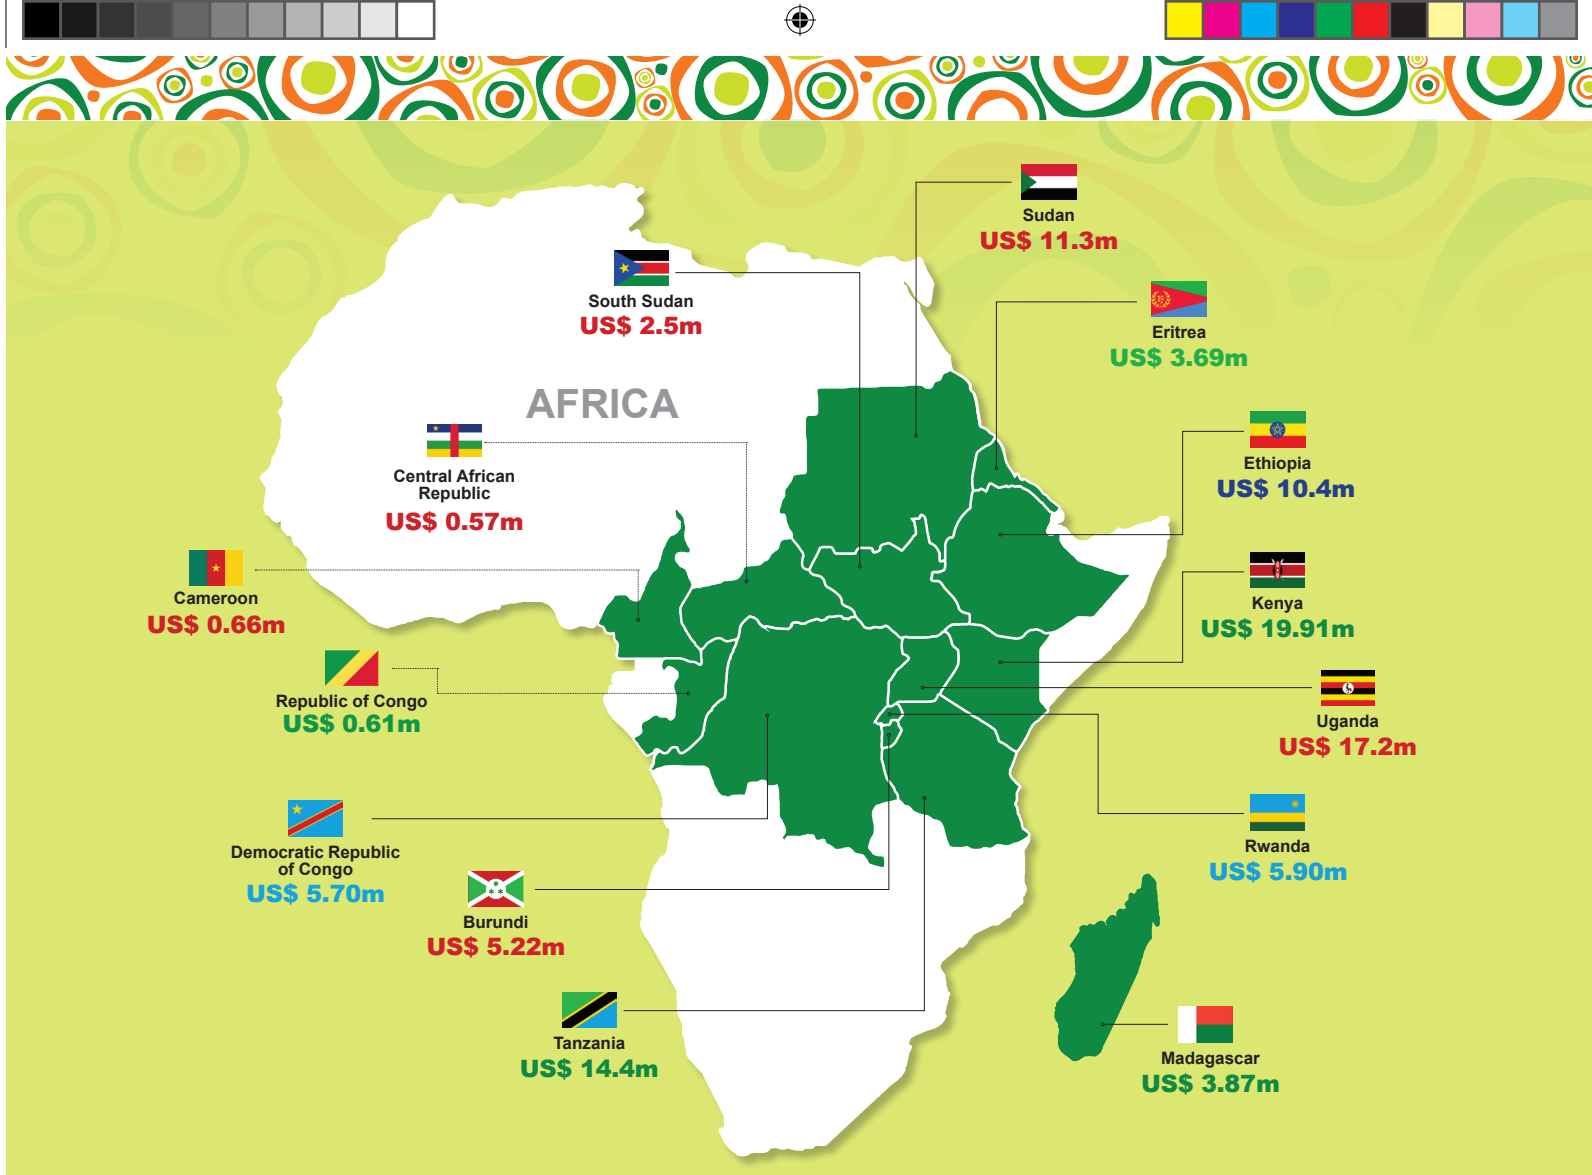 Sudan
US$ 11.3m
South Sudan
US$ 2.5m
Eritrea
US$ 3.69m
AFRICA
Central African
Republic
US$ 0.57m
Ethiopia
US$ 10.4m
Cameroon
US$ 0.66m
Kenya
US$ 19.91m
Republic of Congo
US$ 0.61m
Uganda
US$ 17.2m
Democratic Republic
of Congo
US$ 5.70m
Rwanda
US$ 5.90m
Burundi
US$ 5.22m
Tanzania
US$ 14.4m
Madagascar
US$ 3.87m